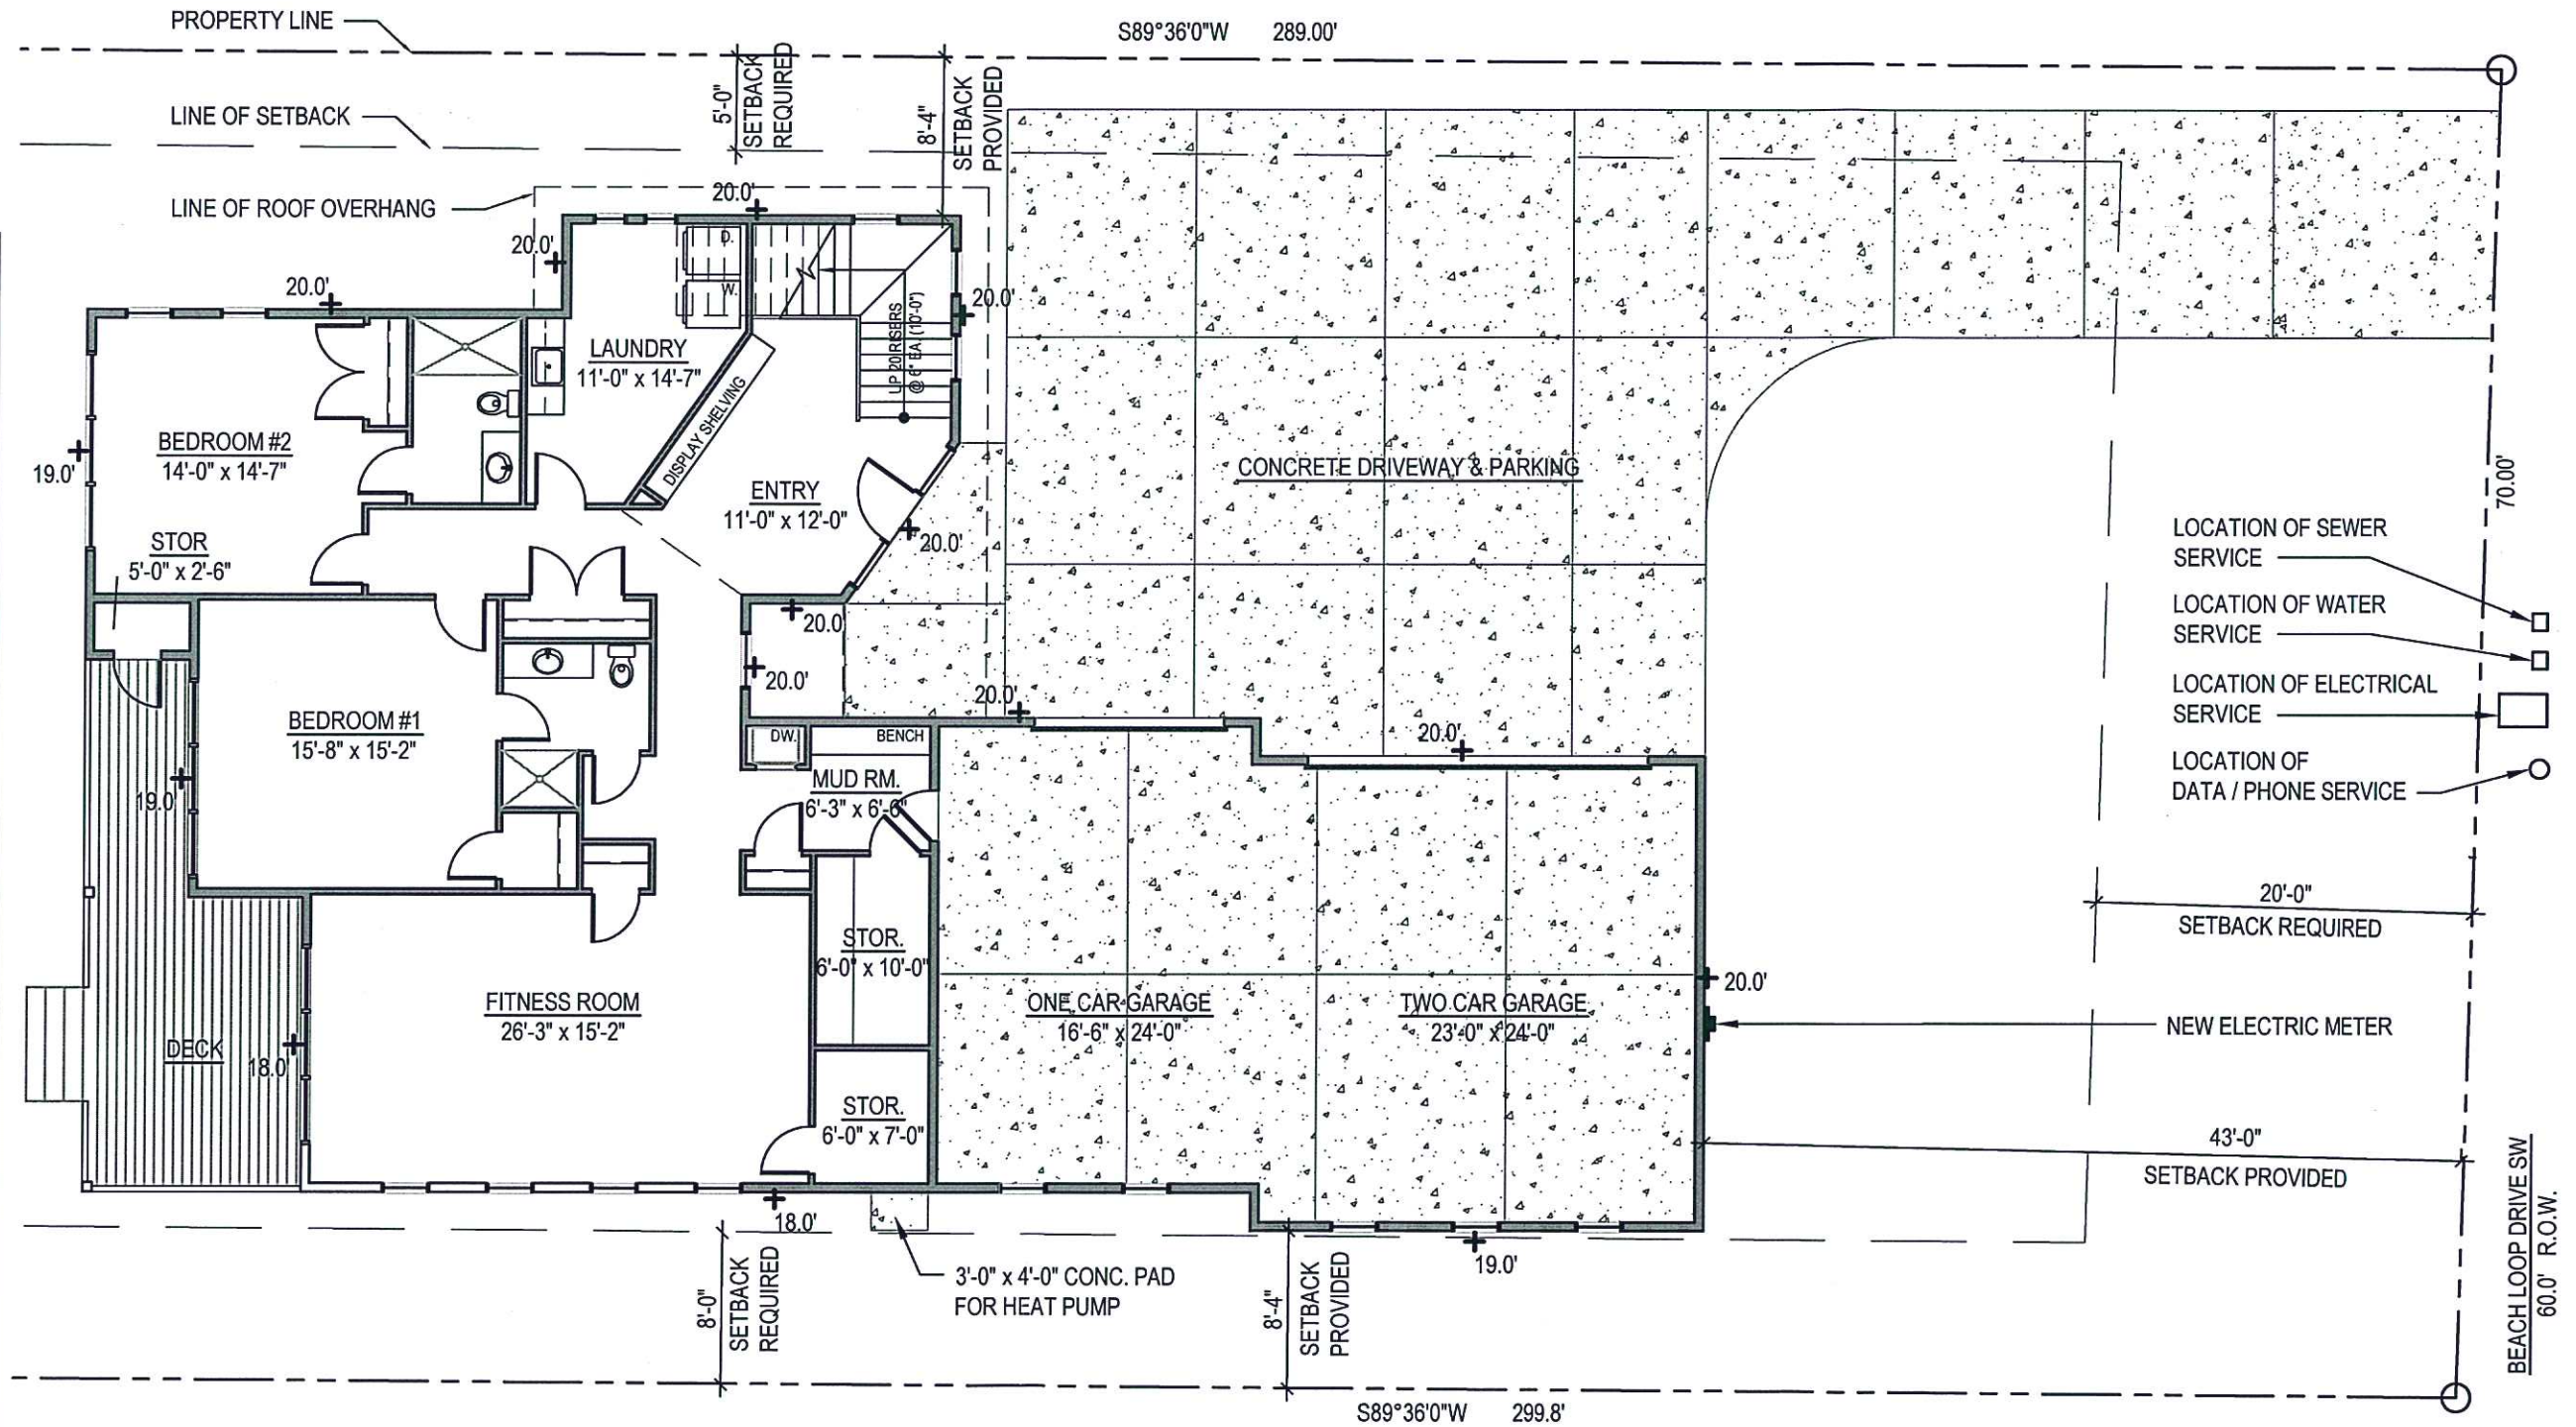 PROPERTY LINE
S89°36'0"W 289.00'
LINE OF SETBACK
5'-0"
SETBACK
REQUIRED
8'-4"
SETBACK
PROVIDED
LINE OF ROOF OVERHANG
20.0'
20.0'
20.0'
20.0'
D.
W.
UP 20 RISERS
@ 6" EA. (10'-0")
LAUNDRY
11'-0" x 14'-7"
DISPLAY SHELVING
BEDROOM #2
14'-0" x 14'-7"
19.0'
ENTRY
11'-0" x 12'-0"
20.0'
CONCRETE DRIVEWAY & PARKING
70.00'
STOR
5'-0" x 2'-6"
LOCATION OF SEWER
SERVICE
LOCATION OF WATER
SERVICE
LOCATION OF ELECTRICAL
SERVICE
LOCATION OF
DATA / PHONE SERVICE
20.0'
20.0'
20.0'
20.0'
BEDROOM #1
15'-8" x 15'-2"
19.0'
DW.
BENCH
MUD RM.
6'-3" x 6'-6"
20'-0"
SETBACK REQUIRED
STOR.
6'-0" x 10'-0"
FITNESS ROOM
26'-3" x 15'-2"
ONE CAR GARAGE
16'-6" x 24'-0"
TWO CAR GARAGE
23'-0" x 24'-0"
20.0'
NEW ELECTRIC METER
DECK
18.0'
STOR.
6'-0" x 7'-0"
43'-0"
SETBACK PROVIDED
18.0'
19.0'
8'-0"
SETBACK
REQUIRED
3'-0" x 4'-0" CONC. PAD
FOR HEAT PUMP
8'-4"
SETBACK
PROVIDED
BEACH LOOP DRIVE SW
60.0' R.O.W.
S89°36'0"W 299.8'